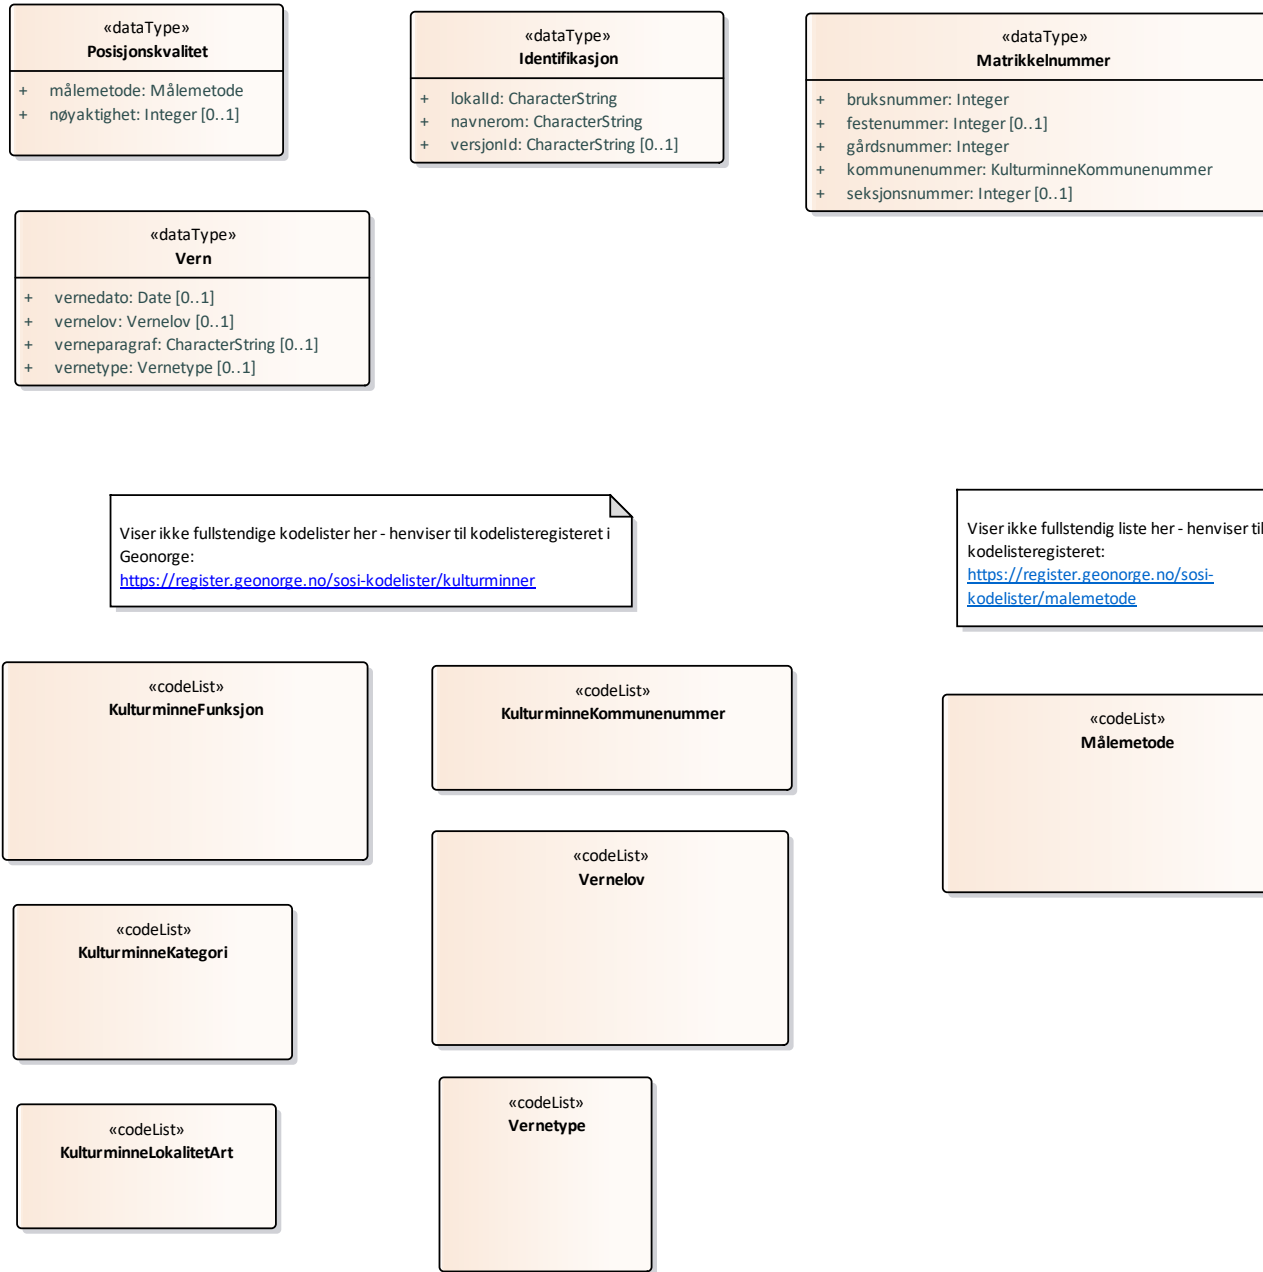 «dataType»
Posisjonskvalitet
+ målemetode: Målemetode
+ nøyaktighet: Integer [0..1]
«dataType»
Identifikasjon
+ lokalId: CharacterString
+ navnerom: CharacterString
+ versjonId: CharacterString [0..1]
«dataType»
Matrikkelnummer
+ bruksnummer: Integer
+ festenummer: Integer [0..1]
+ gårdsnummer: Integer
+ kommunenummer: KulturminneKommunenummer
+ seksjonsnummer: Integer [0..1]
«dataType»
Vern
+ vernedato: Date [0..1]
+ vernelov: Vernelov [0..1]
+ verneparagraf: CharacterString [0..1]
+ vernetype: Vernetype [0..1]
Viser ikke fullstendige kodelister her - henviser til kodelisteregisteret i
Geonorge:
https://register.geonorge.no/sosi-kodelister/kulturminner
Viser ikke fullstendig liste her - henviser til
kodelisteregisteret:
https://register.geonorge.no/sosi-
kodelister/malemetode
«codeList»
KulturminneFunksjon
«codeList»
KulturminneKommunenummer
«codeList»
Målemetode
«codeList»
Vernelov
«codeList»
KulturminneKategori
«codeList»
Vernetype
«codeList»
KulturminneLokalitetArt